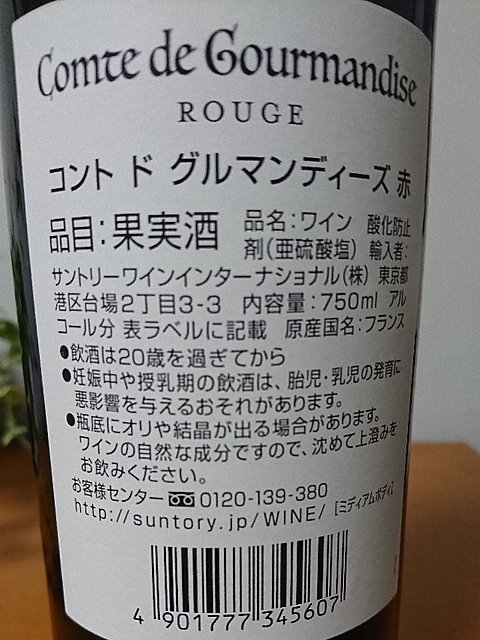 Comte de Gourmandise
ROUGE
コント ド グルマンディーズ 赤
品目:果実酒 品名:ワイン 酸化防止
剤(亜硫酸塩) 輸入者:
サントリーワインインターナショナル(株) 東京都
港区台場2丁目3-3 内容量:750ml アル
コール分 表ラベルに記載 原産国名:フランス
●飲酒は20歳を過ぎてから
●妊娠中や授乳期の飲酒は、胎児・乳児の発育に
悪影響を与えるおそれがあります。
●瓶底にオリや結晶が出る場合があります。
ワインの自然な成分ですので、沈めて上澄みを
お飲みください。
お客様センター 0120-139-380
http://suntory.jp/WINE/ [ミディアムボディ]
4 901777 345607